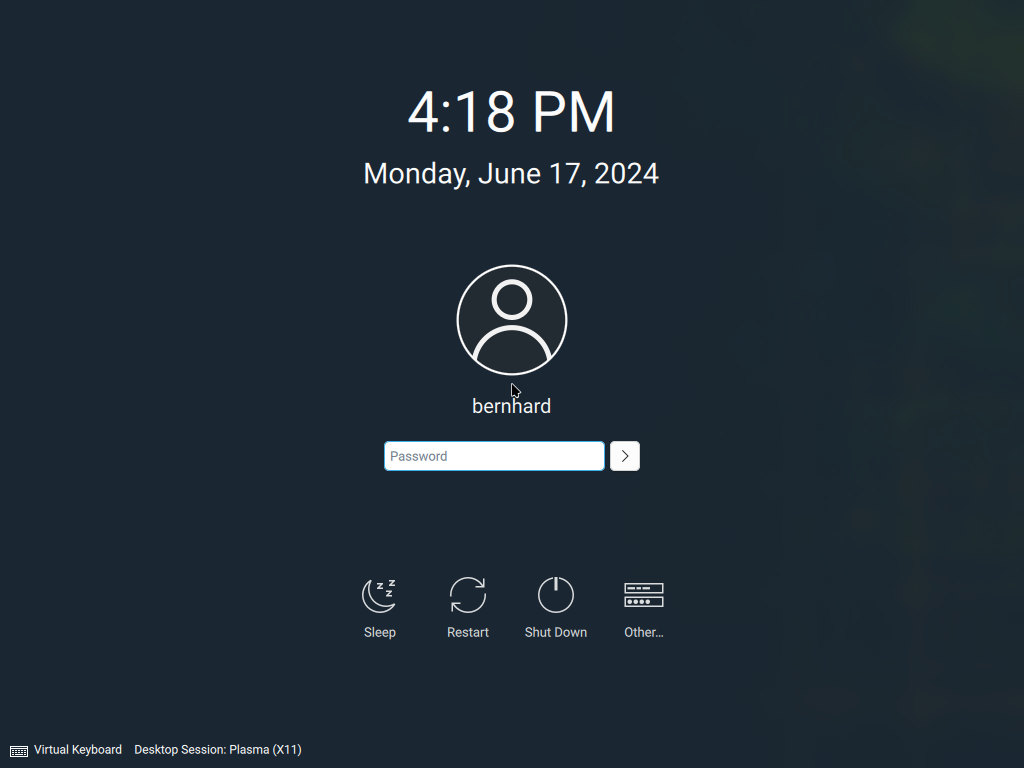 4:18 PM
Monday, June 17, 2024
bernhard
Password
Sleep
Restart
Shut Down
Other...
Virtual Keyboard
Desktop Session: Plasma (X11)